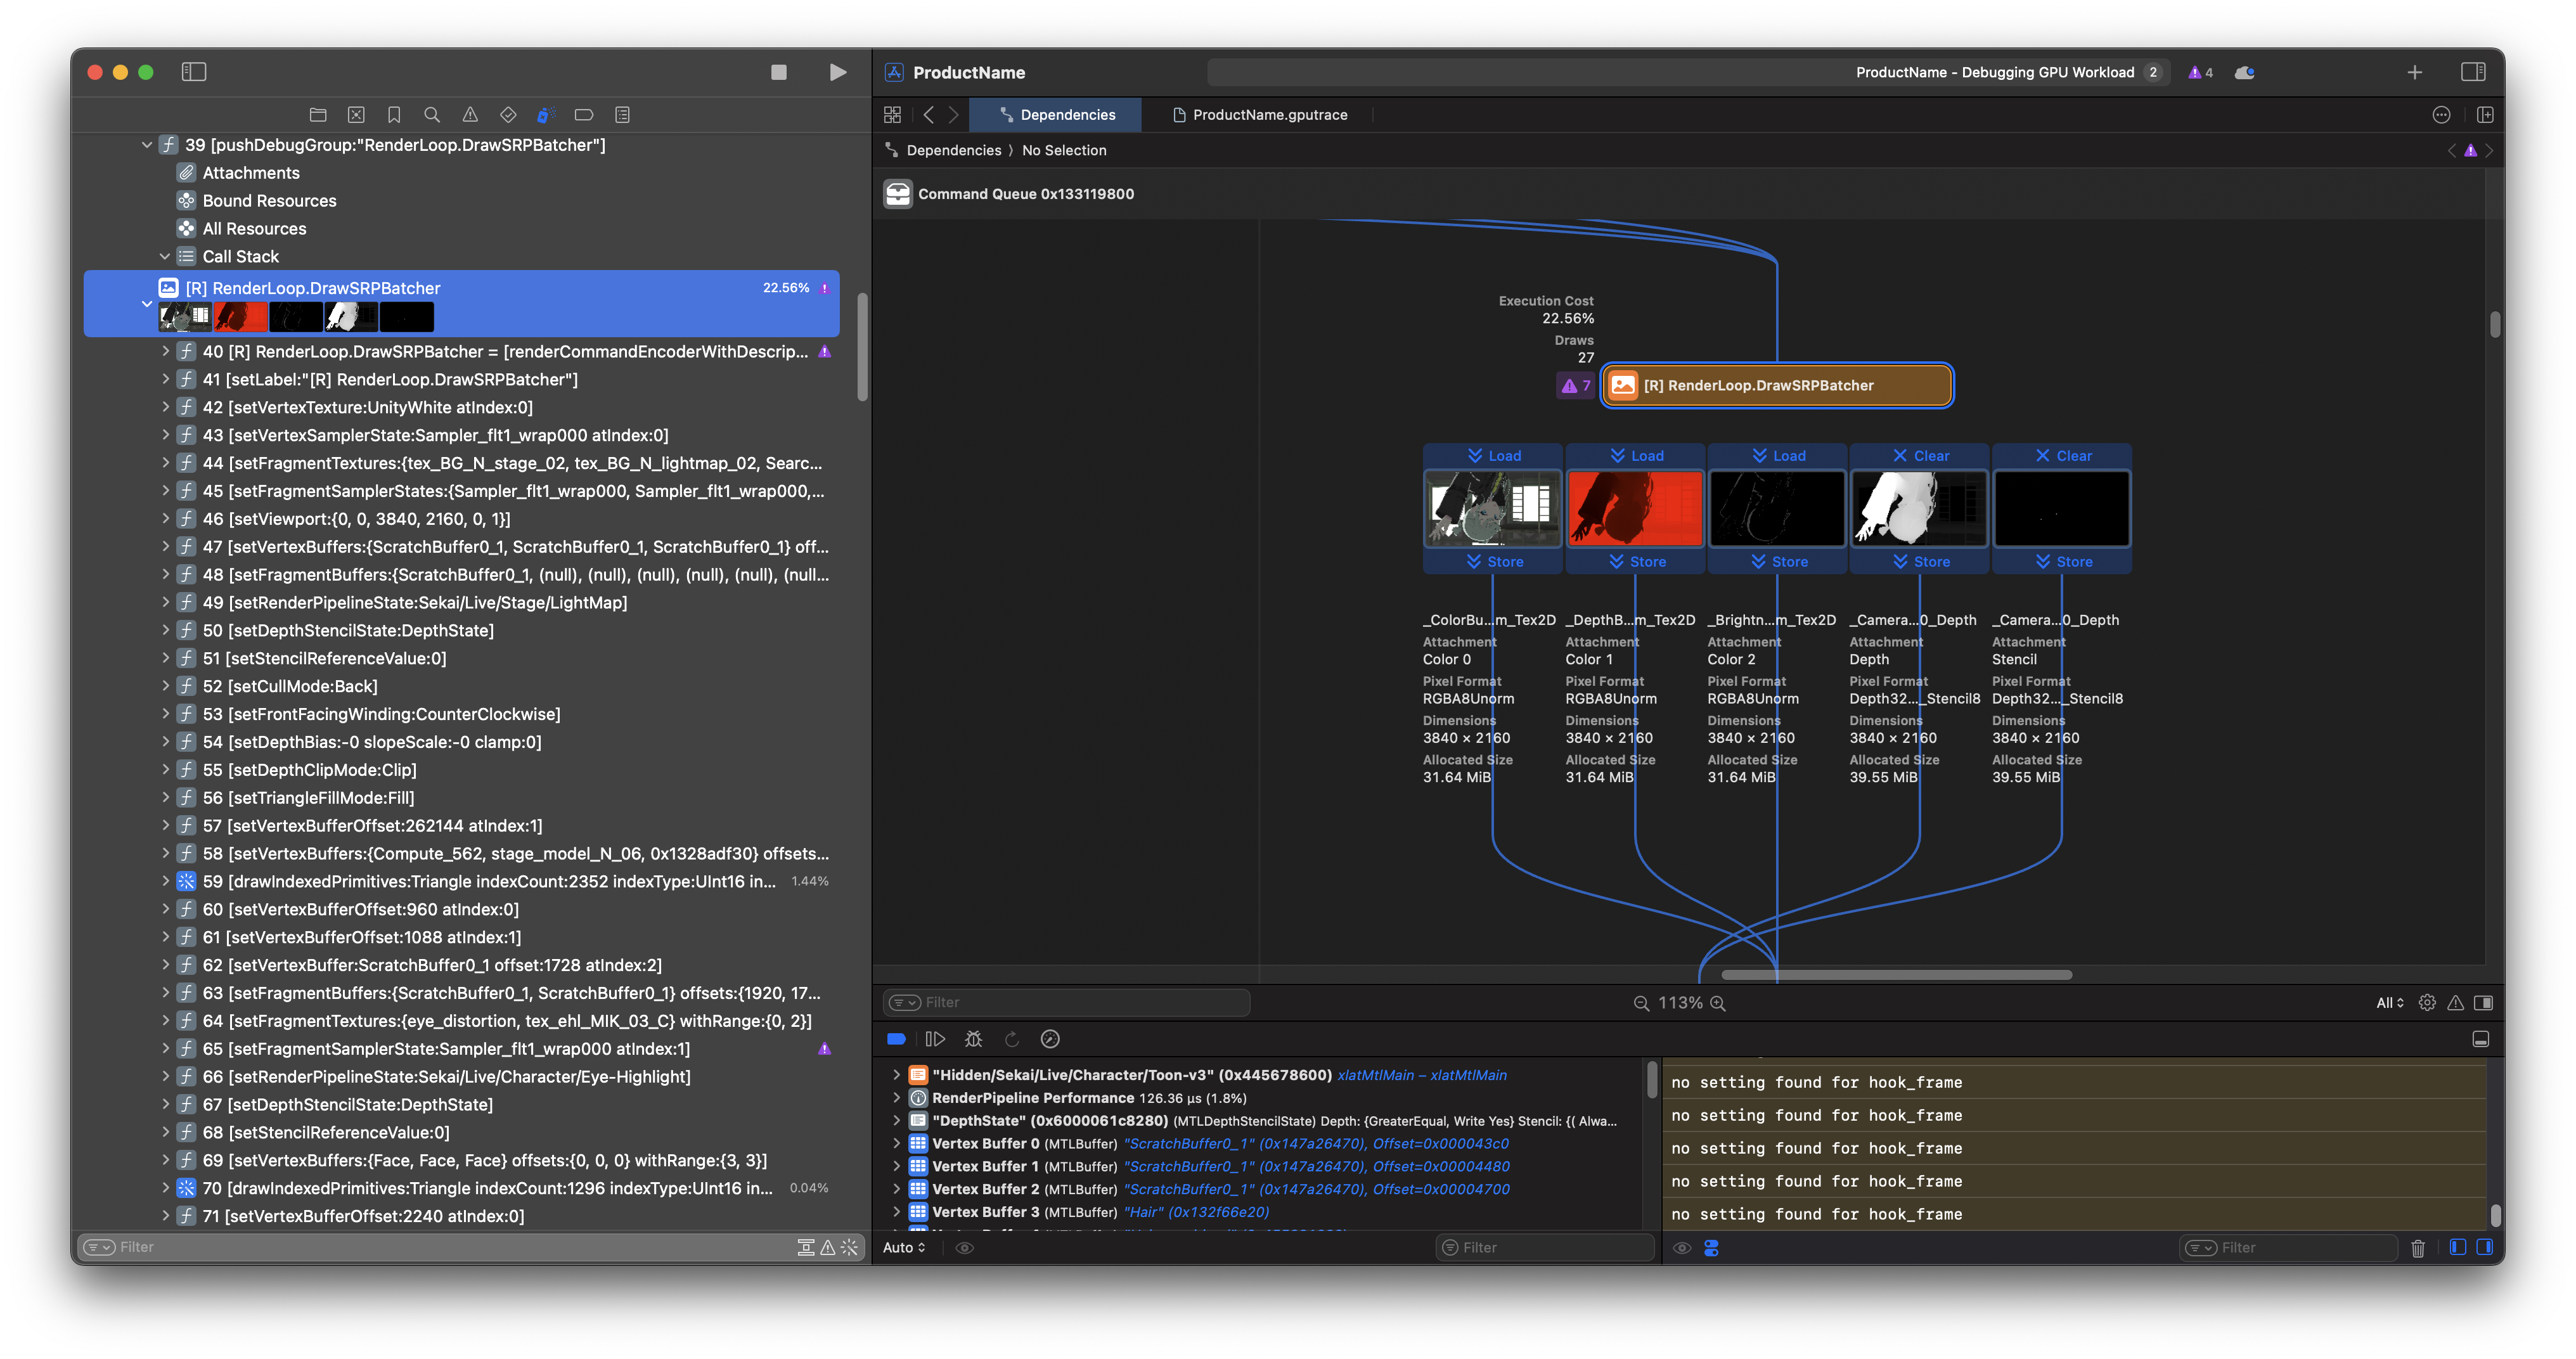 ProductName
ProductName - Debugging GPU Workload 2
4
Dependencies
ProductName.gputrace
Dependencies 〉 No Selection
Command Queue 0x133119800
39 [pushDebugGroup:"RenderLoop.DrawSRPBatcher"]
Attachments
Bound Resources
All Resources
Call Stack
[R] RenderLoop.DrawSRPBatcher 22.56%
40 [R] RenderLoop.DrawSRPBatcher = [renderCommandEncoderWithDescrip...
41 [setLabel:"[R] RenderLoop.DrawSRPBatcher"]
42 [setVertexTexture:UnityWhite atIndex:0]
43 [setVertexSamplerState:Sampler_flt1_wrap000 atIndex:0]
44 [setFragmentTextures:{tex_BG_N_stage_02, tex_BG_N_lightmap_02, Searc...
45 [setFragmentSamplerStates:{Sampler_flt1_wrap000, Sampler_flt1_wrap000,...
46 [setViewport:{0, 0, 3840, 2160, 0, 1}]
47 [setVertexBuffers:{ScratchBuffer0_1, ScratchBuffer0_1, ScratchBuffer0_1} off...
48 [setFragmentBuffers:{ScratchBuffer0_1, (null), (null), (null), (null), (null...
49 [setRenderPipelineState:Sekai/Live/Stage/LightMap]
50 [setDepthStencilState:DepthState]
51 [setStencilReferenceValue:0]
52 [setCullMode:Back]
53 [setFrontFacingWinding:CounterClockwise]
54 [setDepthBias:-0 slopeScale:-0 clamp:0]
55 [setDepthClipMode:Clip]
56 [setTriangleFillMode:Fill]
57 [setVertexBufferOffset:262144 atIndex:1]
58 [setVertexBuffers:{Compute_562, stage_model_N_06, 0x1328adf30} offsets...
59 [drawIndexedPrimitives:Triangle indexCount:2352 indexType:UInt16 in... 1.44%
60 [setVertexBufferOffset:960 atIndex:0]
61 [setVertexBufferOffset:1088 atIndex:1]
62 [setVertexBuffer:ScratchBuffer0_1 offset:1728 atIndex:2]
63 [setFragmentBuffers:{ScratchBuffer0_1, ScratchBuffer0_1} offsets:{1920, 17...
64 [setFragmentTextures:{eye_distortion, tex_ehl_MIK_03_C} withRange:{0, 2}]
65 [setFragmentSamplerState:Sampler_flt1_wrap000 atIndex:1]
66 [setRenderPipelineState:Sekai/Live/Character/Eye-Highlight]
67 [setDepthStencilState:DepthState]
68 [setStencilReferenceValue:0]
69 [setVertexBuffers:{Face, Face, Face} offsets:{0, 0, 0} withRange:{3, 3}]
70 [drawIndexedPrimitives:Triangle indexCount:1296 indexType:UInt16 in... 0.04%
71 [setVertexBufferOffset:2240 atIndex:0]
Filter
Execution Cost
22.56%
Draws
27
7
[R] RenderLoop.DrawSRPBatcher
Load Load Load Clear Clear
Store Store Store Store Store
_ColorBu...m_Tex2D _DepthB...m_Tex2D _Brightn...m_Tex2D _Camera...0_Depth _Camera...0_Depth
Attachment Attachment Attachment Attachment Attachment
Color 0 Color 1 Color 2 Depth Stencil
Pixel Format Pixel Format Pixel Format Pixel Format Pixel Format
RGBA8Unorm RGBA8Unorm RGBA8Unorm Depth32..._Stencil8 Depth32..._Stencil8
Dimensions Dimensions Dimensions Dimensions Dimensions
3840 × 2160 3840 × 2160 3840 × 2160 3840 × 2160 3840 × 2160
Allocated Size Allocated Size Allocated Size Allocated Size Allocated Size
31.64 MiB 31.64 MiB 31.64 MiB 39.55 MiB 39.55 MiB
Filter
113%
All
"Hidden/Sekai/Live/Character/Toon-v3" (0x445678600) xlatMtlMain – xlatMtlMain
RenderPipeline Performance 126.36 µs (1.8%)
"DepthState" (0x6000061c8280) (MTLDepthStencilState) Depth: {GreaterEqual, Write Yes} Stencil: {( Alwa...
Vertex Buffer 0 (MTLBuffer) "ScratchBuffer0_1" (0x147a26470), Offset=0x000043c0
Vertex Buffer 1 (MTLBuffer) "ScratchBuffer0_1" (0x147a26470), Offset=0x00004480
Vertex Buffer 2 (MTLBuffer) "ScratchBuffer0_1" (0x147a26470), Offset=0x00004700
Vertex Buffer 3 (MTLBuffer) "Hair" (0x132f66e20)
Auto
Filter
no setting found for hook_frame
no setting found for hook_frame
no setting found for hook_frame
no setting found for hook_frame
no setting found for hook_frame
Filter